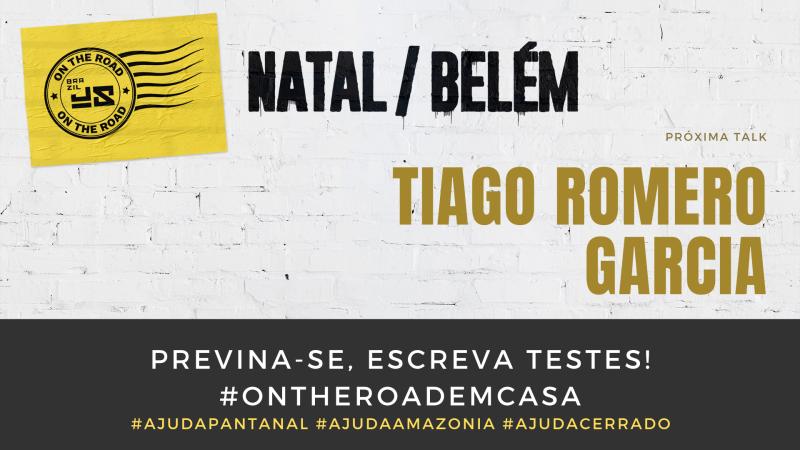 ON THE ROAD
BRA
ZIL
JS
ON THE ROAD
NATAL / BELÉM
PRÓXIMA TALK
TIAGO ROMERO
GARCIA
PREVINA-SE, ESCREVA TESTES!
#ONTHEROADEMCASA
#AJUDAPANTANAL #AJUDAAMAZONIA #AJUDACERRADO